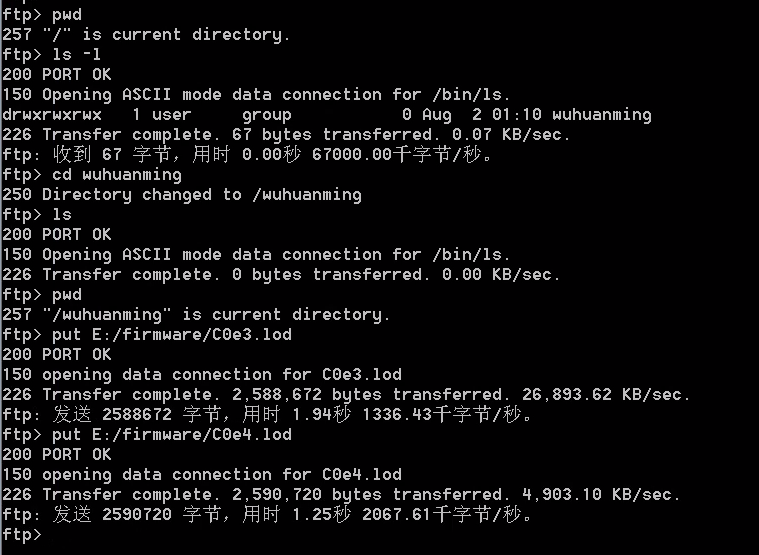 ftp> pwd
257 "/" is current directory.
ftp> ls -l
200 PORT OK
150 Opening ASCII mode data connection for /bin/ls.
drwxrwxrwx   1 user     group           0 Aug  2 01:10 wuhuanming
226 Transfer complete. 67 bytes transferred. 0.07 KB/sec.
ftp: 收到 67 字节，用时 0.00秒 67000.00千字节/秒。
ftp> cd wuhuanming
250 Directory changed to /wuhuanming
ftp> ls
200 PORT OK
150 Opening ASCII mode data connection for /bin/ls.
226 Transfer complete. 0 bytes transferred. 0.00 KB/sec.
ftp> pwd
257 "/wuhuanming" is current directory.
ftp> put E:/firmware/C0e3.lod
200 PORT OK
150 opening data connection for C0e3.lod
226 Transfer complete. 2,588,672 bytes transferred. 26,893.62 KB/sec.
ftp: 发送 2588672 字节，用时 1.94秒 1336.43千字节/秒。
ftp> put E:/firmware/C0e4.lod
200 PORT OK
150 opening data connection for C0e4.lod
226 Transfer complete. 2,590,720 bytes transferred. 4,903.10 KB/sec.
ftp: 发送 2590720 字节，用时 1.25秒 2067.61千字节/秒。
ftp>